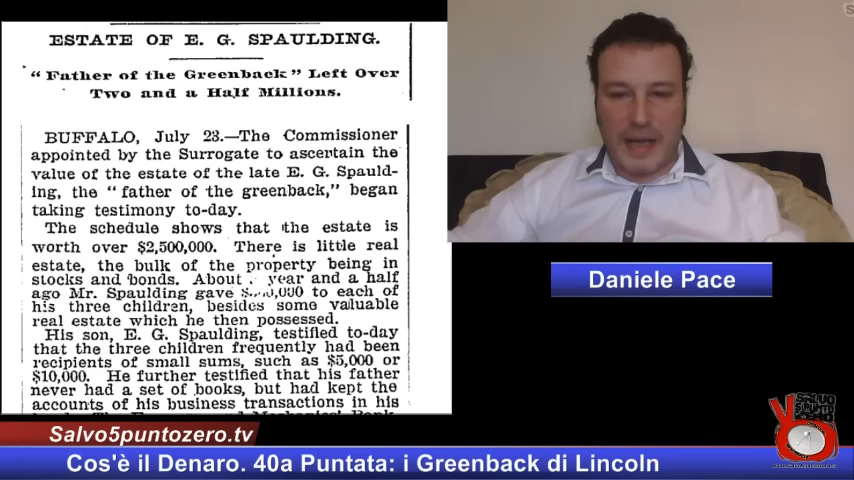 ESTATE OF E. G. SPAULDING.
"Father of the Greenback" Left Over
Two and a Half Millions.
BUFFALO, July 23.—The Commissioner
appointed by the Surrogate to ascertain the
value of the estate of the late E. G. Spauld-
ing, the "father of the greenback," began
taking testimony to-day.
The schedule shows that the estate is
worth over $2,500,000. There is little real
estate, the bulk of the property being in
stocks and bonds. About year and a half
ago Mr. Spaulding gave to each of
his three children, besides some valuable
real estate which he then possessed.
His son, E. G. Spaulding, testified to-day
that the three children frequently had been
recipients of small sums, such as $5,000 or
$10,000. He further testified that his father
never had a set of books, but had kept the
accounts of his business transactions in his
Daniele Pace
SALVO
5PUNTO
ZERO
Salvo5puntozero.tv
Cos'è il Denaro. 40a Puntata: i Greenback di Lincoln